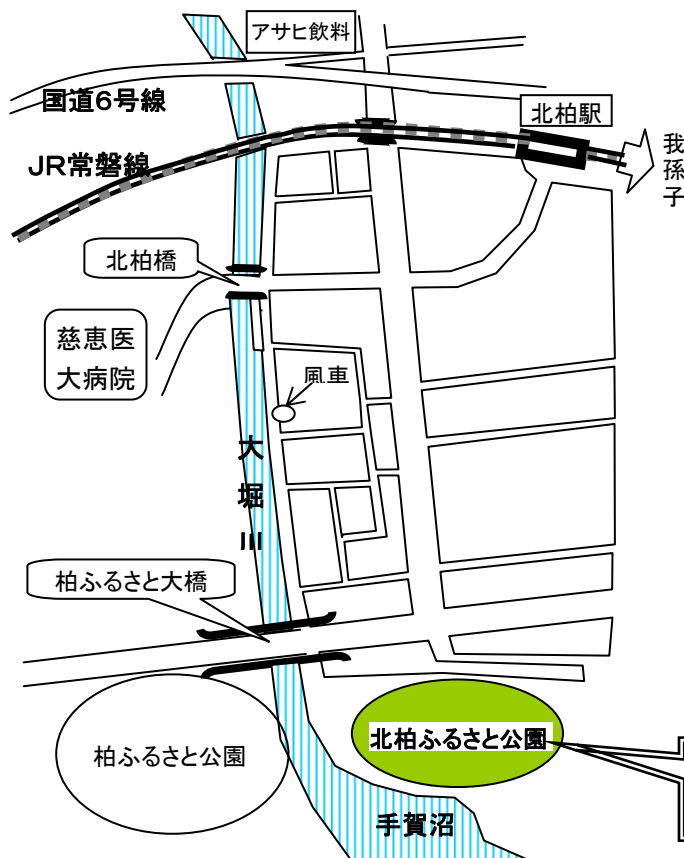 アサヒ飲料
国道6号線
北柏駅
JR常磐線
我孫子
北柏橋
慈恵医
大病院
風車
大堀川
柏ふるさと大橋
北柏ふるさと公園
柏ふるさと公園
手賀沼